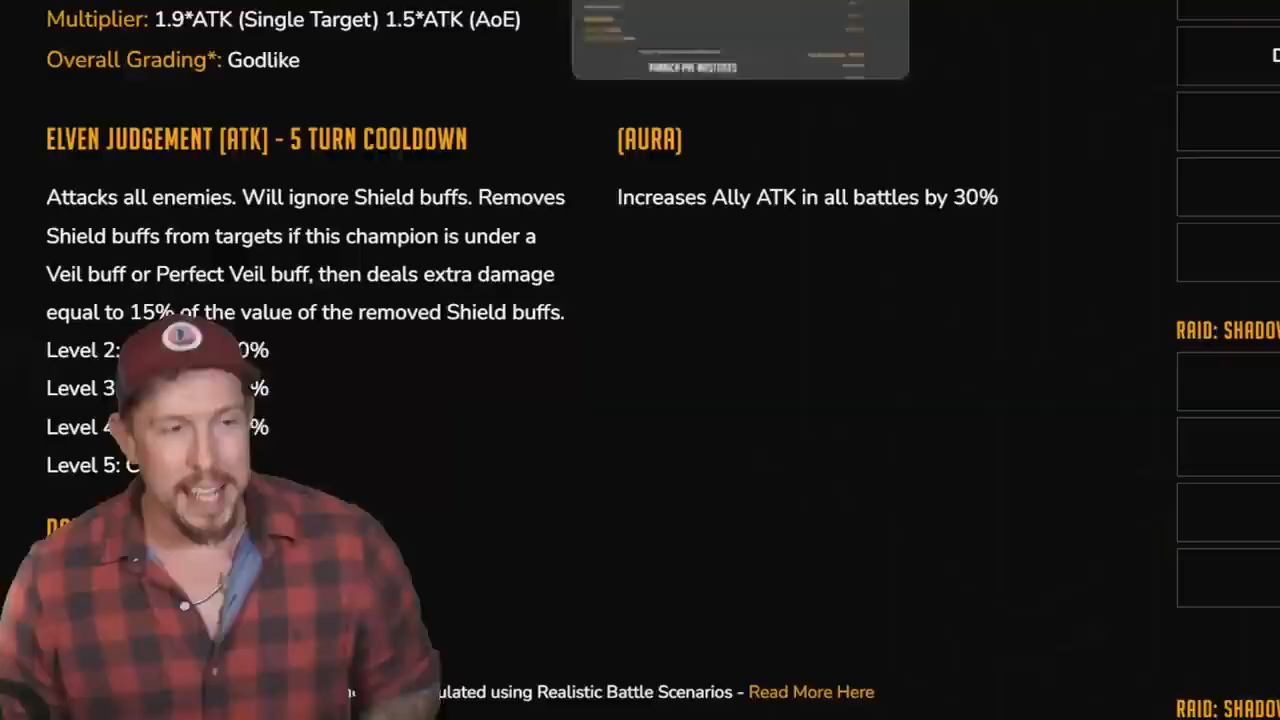 Multiplier: 1.9*ATK (Single Target) 1.5*ATK (AoE)
Overall Grading*: Godlike
ELVEN JUDGEMENT [ATK] - 5 TURN COOLDOWN
Attacks all enemies. Will ignore Shield buffs. Removes
Shield buffs from targets if this champion is under a
Veil buff or Perfect Veil buff, then deals extra damage
equal to 15% of the value of the removed Shield buffs.
Level 2: 0%
Level 3 %
Level 4 %
Level 5: C
(AURA)
Increases Ally ATK in all battles by 30%
ulated using Realistic Battle Scenarios - Read More Here
D
RAID: SHADOW
RAID: SHADOW